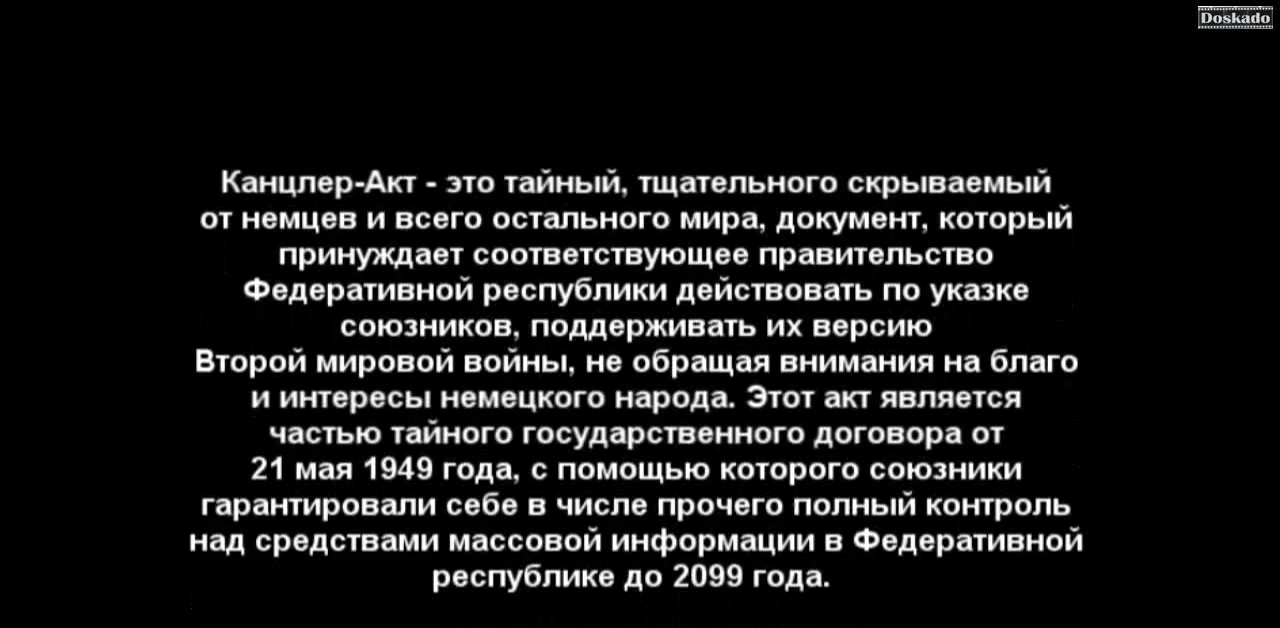 Doskado
Канцлер-Акт - это тайный, тщательного скрываемый
от немцев и всего остального мира, документ, который
принуждает соответствующее правительство
Федеративной республики действовать по указке
союзников, поддерживать их версию
Второй мировой войны, не обращая внимания на благо
и интересы немецкого народа. Этот акт является
частью тайного государственного договора от
21 мая 1949 года, с помощью которого союзники
гарантировали себе в числе прочего полный контроль
над средствами массовой информации в Федеративной
республике до 2099 года.